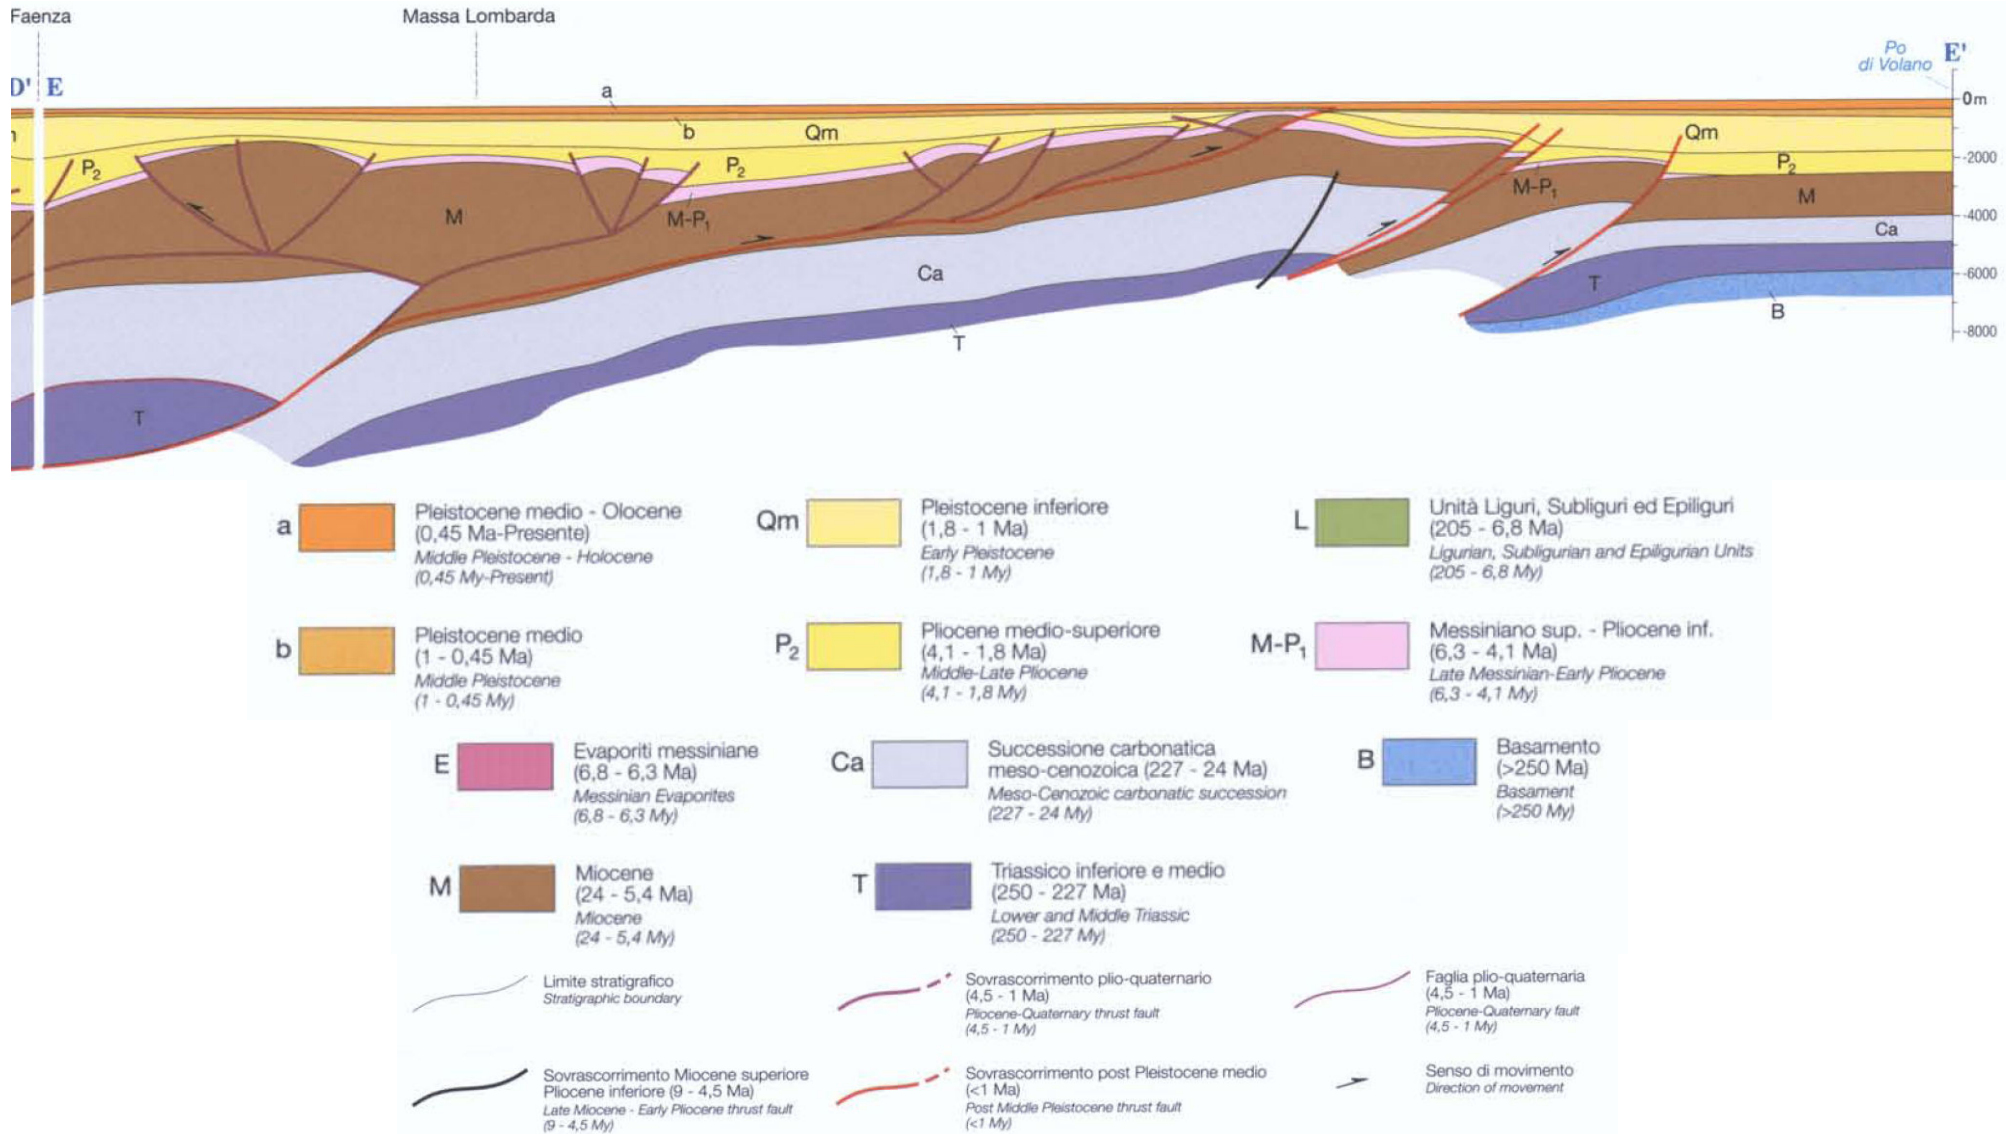 Faenza
Massa Lombarda
Po
di Volano
E'
D' E
a
0m
b
Qm
Qm
P₂
P₂
P₂
-2000
M
M-P₁
M-P₁
M
-4000
Ca
Ca
T
-6000
B
T
-8000
T
a
Pleistocene medio - Olocene
(0,45 Ma-Presente)
Middle Pleistocene - Holocene
(0,45 My-Present)
Qm
Pleistocene inferiore
(1,8 - 1 Ma)
Early Pleistocene
(1,8 - 1 My)
L
Unità Liguri, Subliguri ed Epiliguri
(205 - 6,8 Ma)
Ligurian, Subligurian and Epiligurian Units
(205 - 6,8 My)
b
Pleistocene medio
(1 - 0,45 Ma)
Middle Pleistocene
(1 - 0,45 My)
P₂
Pliocene medio-superiore
(4,1 - 1,8 Ma)
Middle-Late Pliocene
(4,1 - 1,8 My)
M-P₁
Messiniano sup. - Pliocene inf.
(6,3 - 4,1 Ma)
Late Messinian-Early Pliocene
(6,3 - 4,1 My)
E
Evaporiti messiniane
(6,8 - 6,3 Ma)
Messinian Evaporites
(6,8 - 6,3 My)
Ca
Successione carbonatica
meso-cenozoica (227 - 24 Ma)
Meso-Cenozoic carbonatic succession
(227 - 24 My)
B
Basamento
(>250 Ma)
Basament
(>250 My)
M
Miocene
(24 - 5,4 Ma)
Miocene
(24 - 5,4 My)
T
Triassico inferiore e medio
(250 - 227 Ma)
Lower and Middle Triassic
(250 - 227 My)
Limite stratigrafico
Stratigraphic boundary
Sovrascorrimento plio-quaternario
(4,5 - 1 Ma)
Pliocene-Quaternary thrust fault
(4,5 - 1 My)
Faglia plio-quaternaria
(4,5 - 1 Ma)
Pliocene-Quaternary fault
(4,5 - 1 My)
Sovrascorrimento Miocene superiore
Pliocene inferiore (9 - 4,5 Ma)
Late Miocene - Early Pliocene thrust fault
(9 - 4,5 My)
Sovrascorrimento post Pleistocene medio
(<1 Ma)
Post Middle Pleistocene thrust fault
(<1 My)
Senso di movimento
Direction of movement